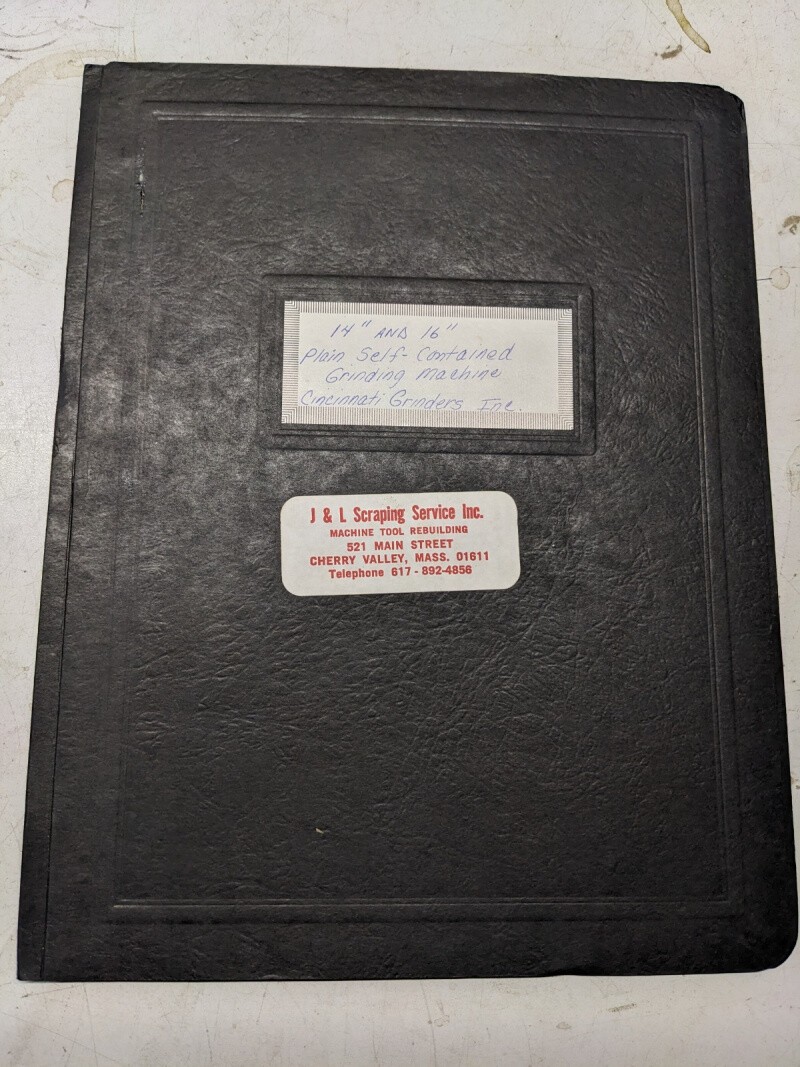 14" AND 16"
Plain Self-Contained
Grinding Machine
Cincinnati Grinders Inc.
J & L Scraping Service Inc.
MACHINE TOOL REBUILDING
521 MAIN STREET
CHERRY VALLEY, MASS. 01611
Telephone 617-892-4856